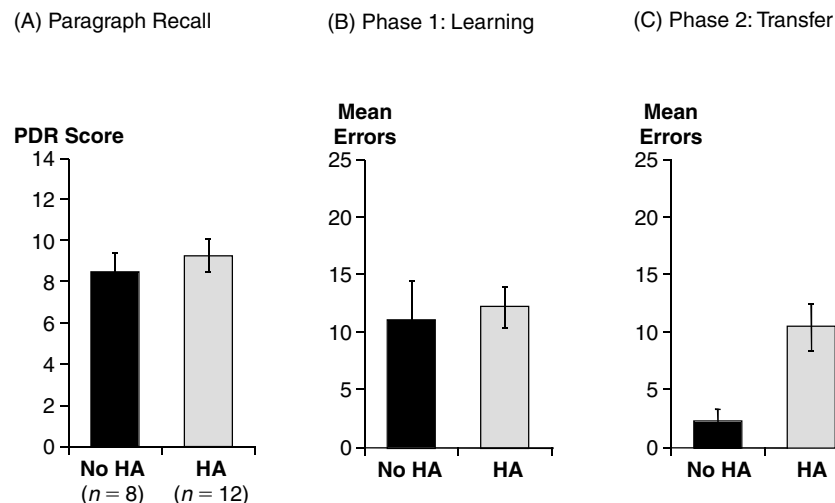 (A) Paragraph Recall
PDR Score
14
12
10
8
6
4
2
0
No HA HA
(n = 8) (n = 12)
(B) Phase 1: Learning
Mean
Errors
25
20
15
10
5
0
No HA HA
(C) Phase 2: Transfer
Mean
Errors
25
20
15
10
5
0
No HA HA